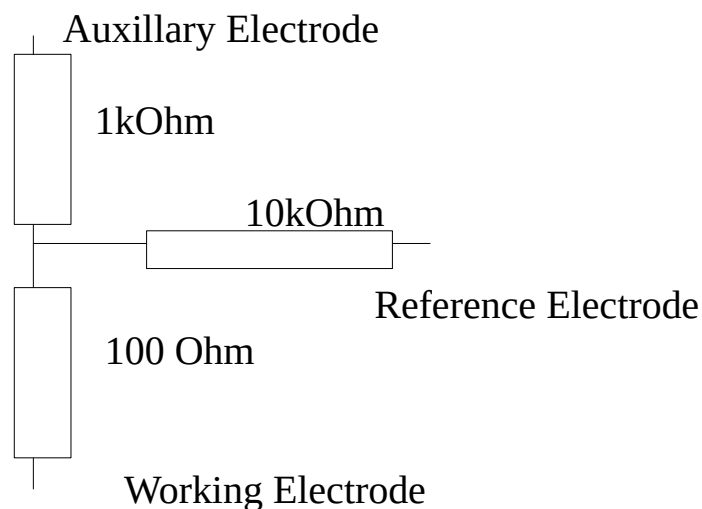 Auxillary Electrode
1kOhm
10kOhm
Reference Electrode
100 Ohm
Working Electrode